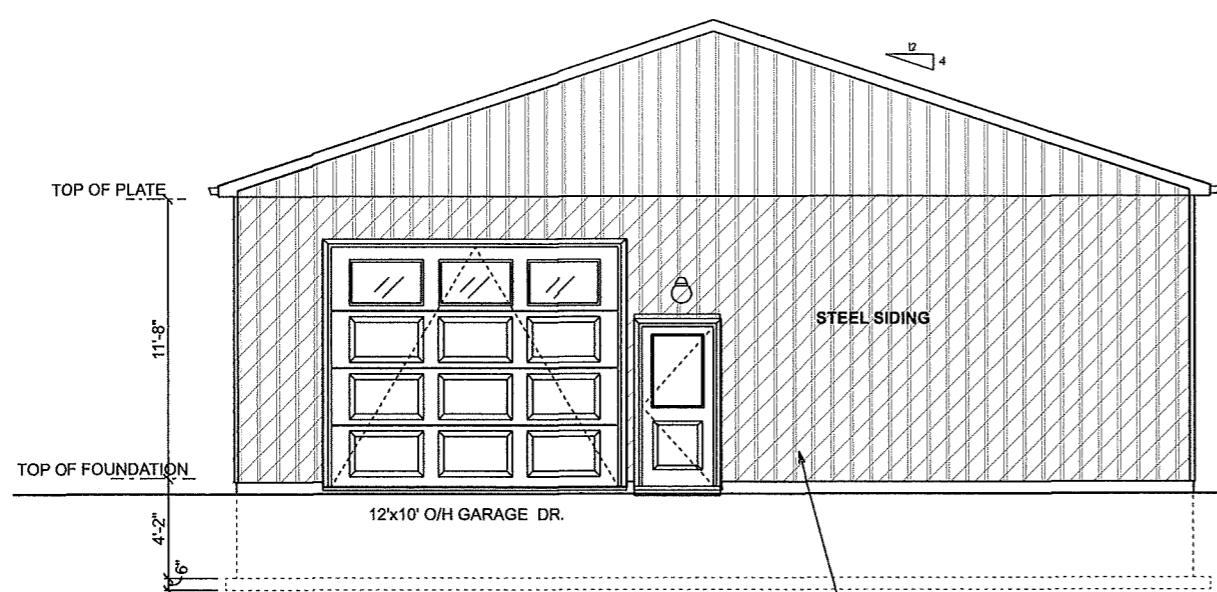 12
4
TOP OF PLATE
11'-8"
STEEL SIDING
TOP OF FOUNDATION
12'x10' O/H GARAGE DR.
4'-2"
6"